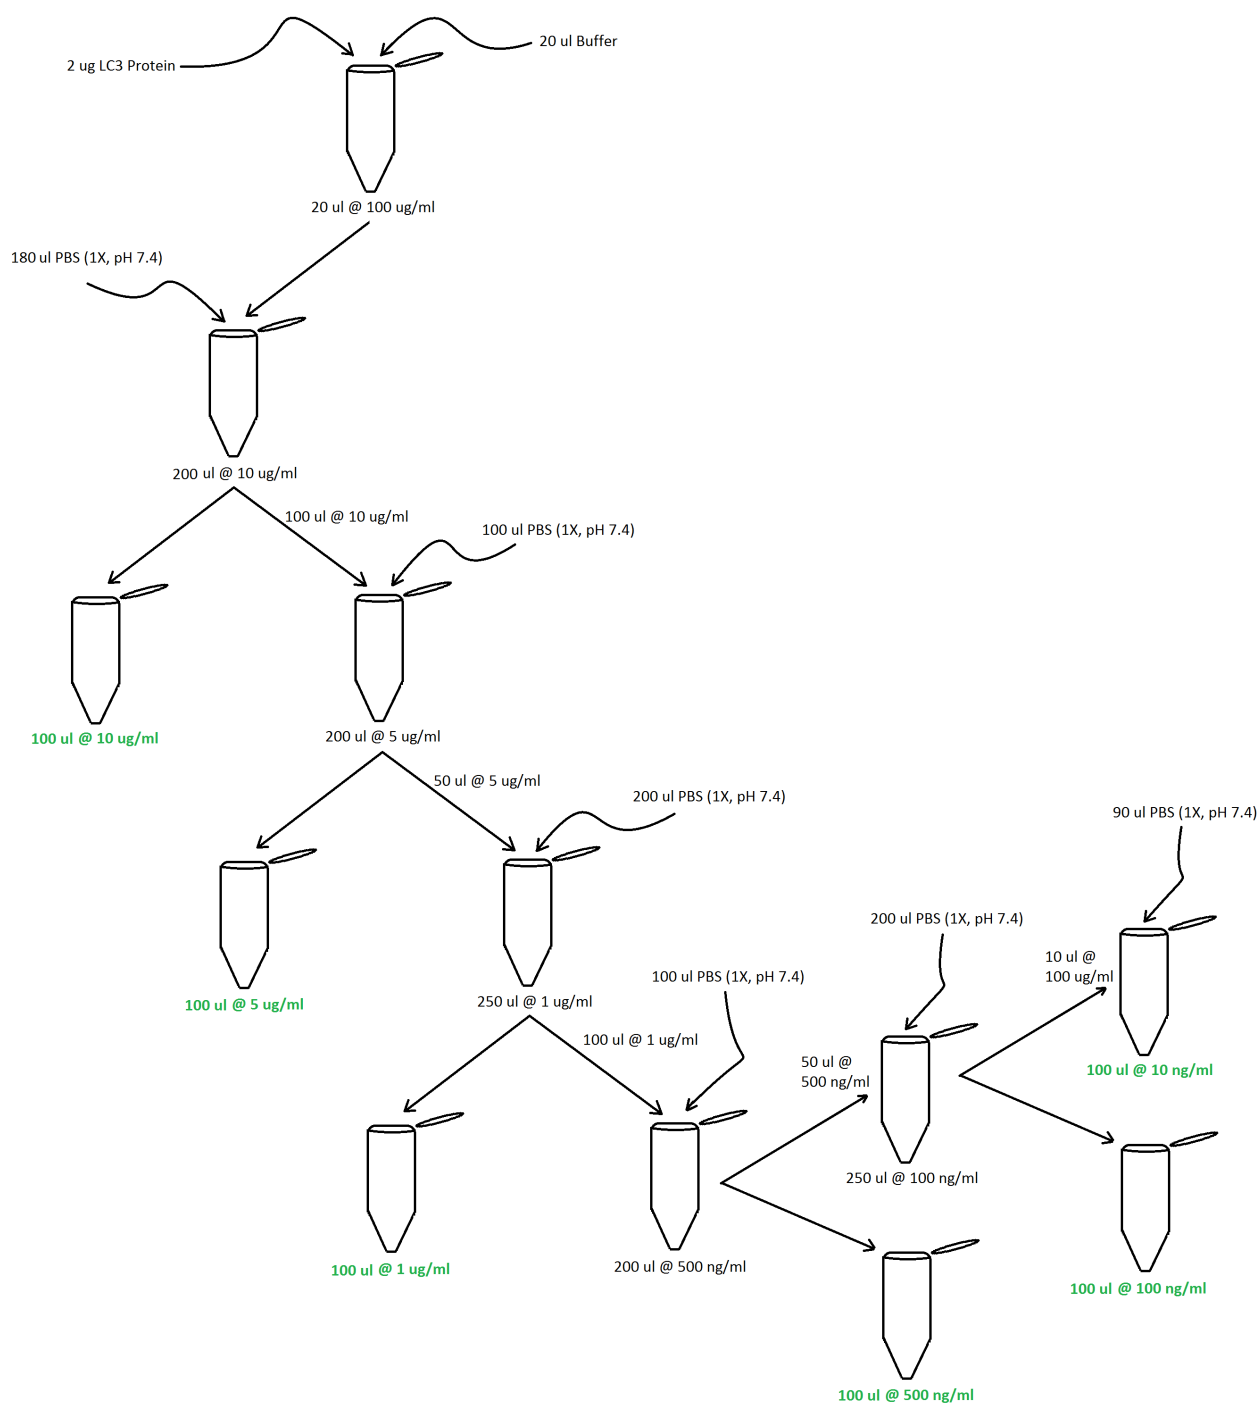 20 ul Buffer
2 ug LC3 Protein
20 ul @ 100 ug/ml
180 ul PBS (1X, pH 7.4)
200 ul @ 10 ug/ml
100 ul @ 10 ug/ml
100 ul PBS (1X, pH 7.4)
100 ul @ 10 ug/ml
200 ul @ 5 ug/ml
50 ul @ 5 ug/ml
200 ul PBS (1X, pH 7.4)
100 ul @ 5 ug/ml
250 ul @ 1 ug/ml
100 ul @ 1 ug/ml
100 ul PBS (1X, pH 7.4)
100 ul @ 1 ug/ml
200 ul @ 500 ng/ml
50 ul @
500 ng/ml
200 ul PBS (1X, pH 7.4)
250 ul @ 100 ng/ml
100 ul @ 500 ng/ml
10 ul @
100 ug/ml
90 ul PBS (1X, pH 7.4)
100 ul @ 10 ng/ml
100 ul @ 100 ng/ml